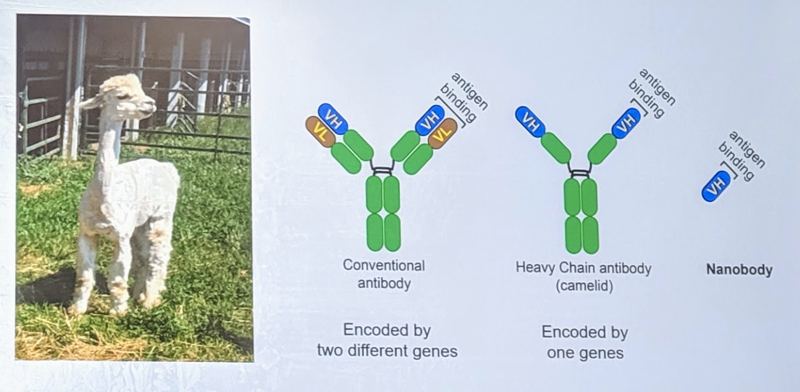 VH
VL
VH
VL
antigen
binding
Conventional
antibody
Encoded by
two different genes
VH
VH
antigen
binding
Heavy Chain antibody
(camelid)
Encoded by
one genes
VH
antigen
binding
Nanobody